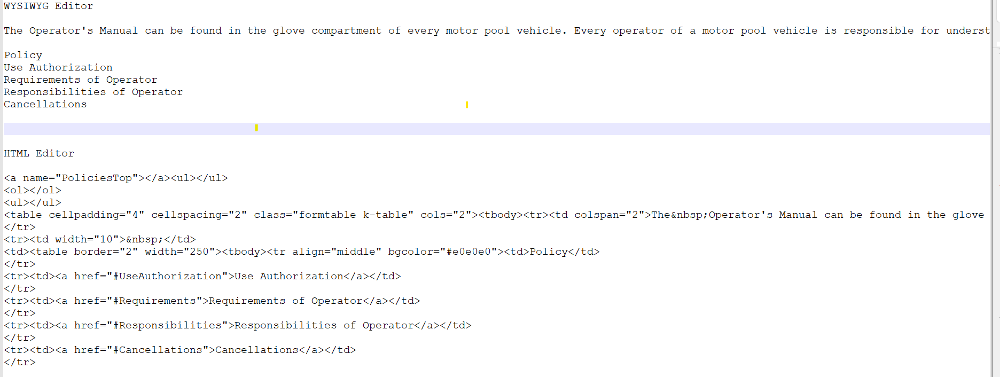 WYSIWYG Editor
The Operator's Manual can be found in the glove compartment of every motor pool vehicle. Every operator of a motor pool vehicle is responsible for underst
Policy
Use Authorization
Requirements of Operator
Responsibilities of Operator
Cancellations
HTML Editor
<a name="PoliciesTop"></a><ul></ul>
<ol></ol>
<ul></ul>
<table cellpadding="4" cellspacing="2" class="formtable k-table" cols="2"><tbody><tr><td colspan="2">The&nbsp;Operator's Manual can be found in the glove
</tr>
<tr><td width="10">&nbsp;</td>
<td><table border="2" width="250"><tbody><tr align="middle" bgcolor="#e0e0e0"><td>Policy</td>
</tr>
<tr><td><a href="#UseAuthorization">Use Authorization</a></td>
</tr>
<tr><td><a href="#Requirements">Requirements of Operator</a></td>
</tr>
<tr><td><a href="#Responsibilities">Responsibilities of Operator</a></td>
</tr>
<tr><td><a href="#Cancellations">Cancellations</a></td>
</tr>